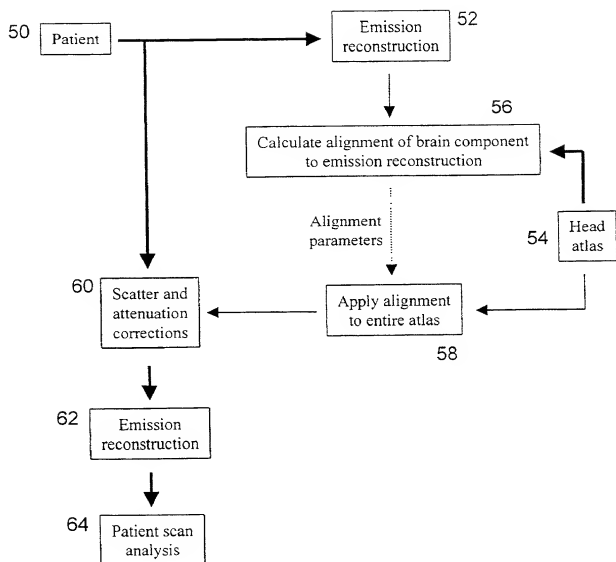 50
Patient
Emission
reconstruction
52
56
Calculate alignment of brain component
to emission reconstruction
Alignment
parameters
54
Head
atlas
60
Scatter and
attenuation
corrections
Apply alignment
to entire atlas
58
62
Emission
reconstruction
64
Patient scan
analysis